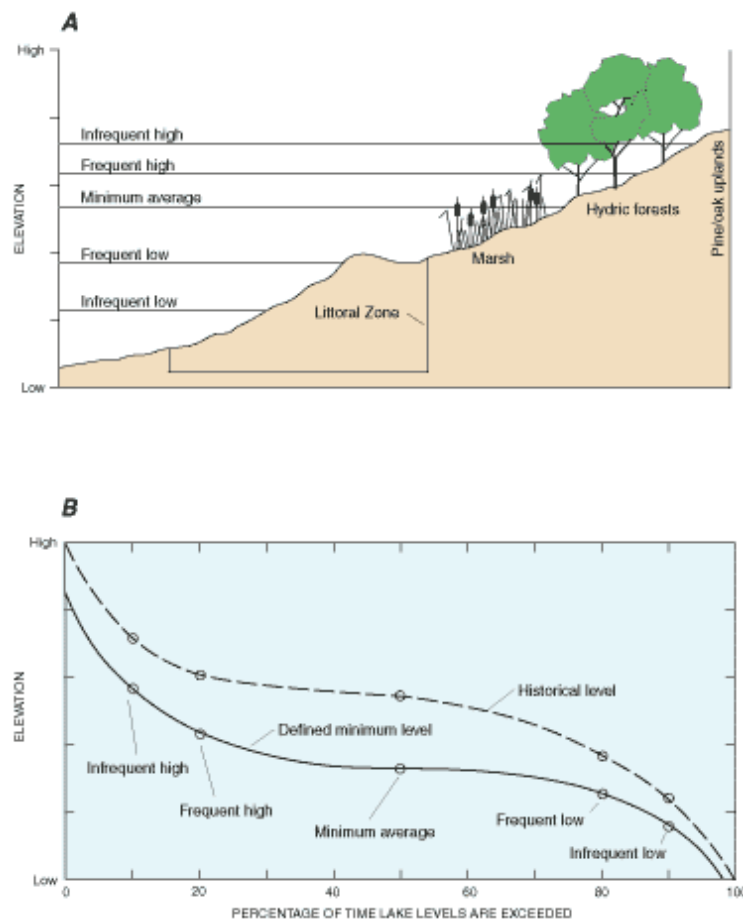 A
High
Infrequent high
Frequent high
Minimum average
Frequent low
Infrequent low
Low
ELEVATION
Littoral Zone
Marsh
Hydric forests
Pine/oak uplands
B
High
Low
ELEVATION
Historical level
Defined minimum level
Infrequent high
Frequent high
Minimum average
Frequent low
Infrequent low
0 20 40 60 80 100
PERCENTAGE OF TIME LAKE LEVELS ARE EXCEEDED